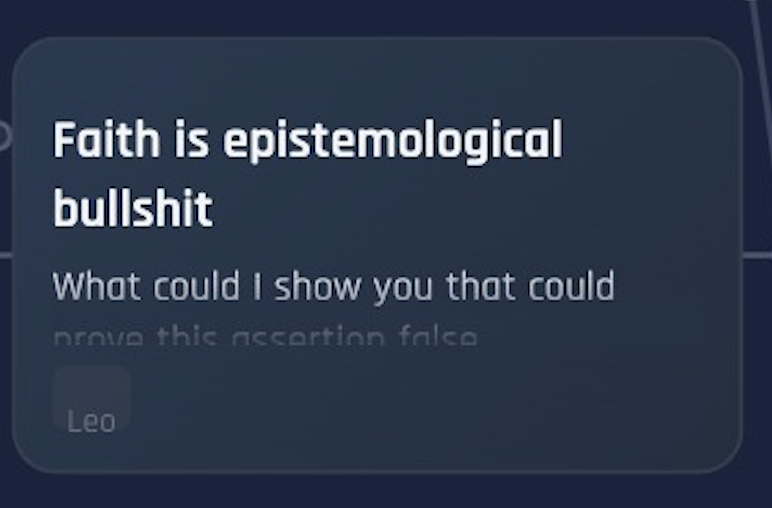 Faith is epistemological
bullshit
What could I show you that could
prove this assertion false
Leo